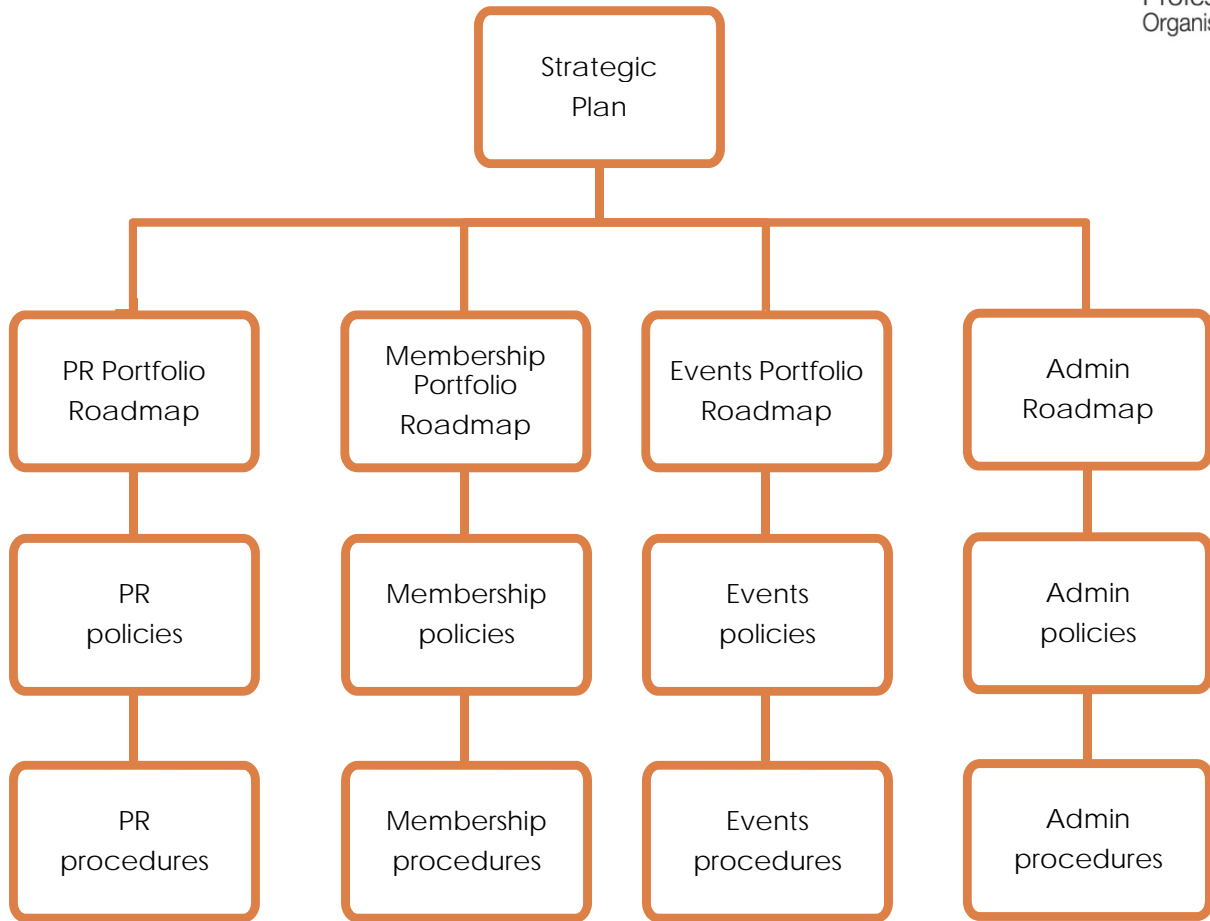 Organis
Strategic
Plan
PR Portfolio
Roadmap
Membership
Portfolio
Roadmap
Events Portfolio
Roadmap
Admin
Roadmap
PR
policies
Membership
policies
Events
policies
Admin
policies
PR
procedures
Membership
procedures
Events
procedures
Admin
procedures